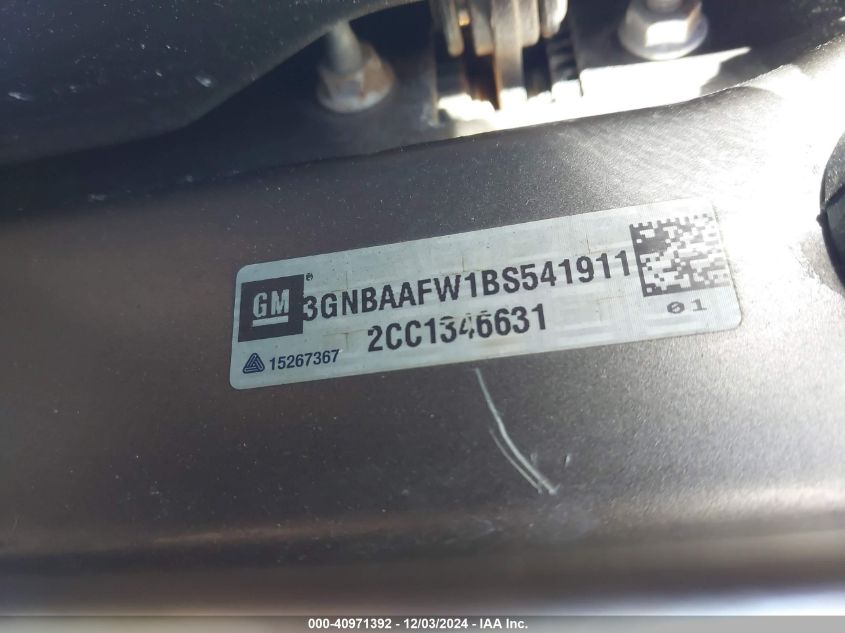 GM ® 3GNBAAFW1BS541911
2CC1346631
15267367
01
000-40971392 - 12/03/2024 - IAA Inc.